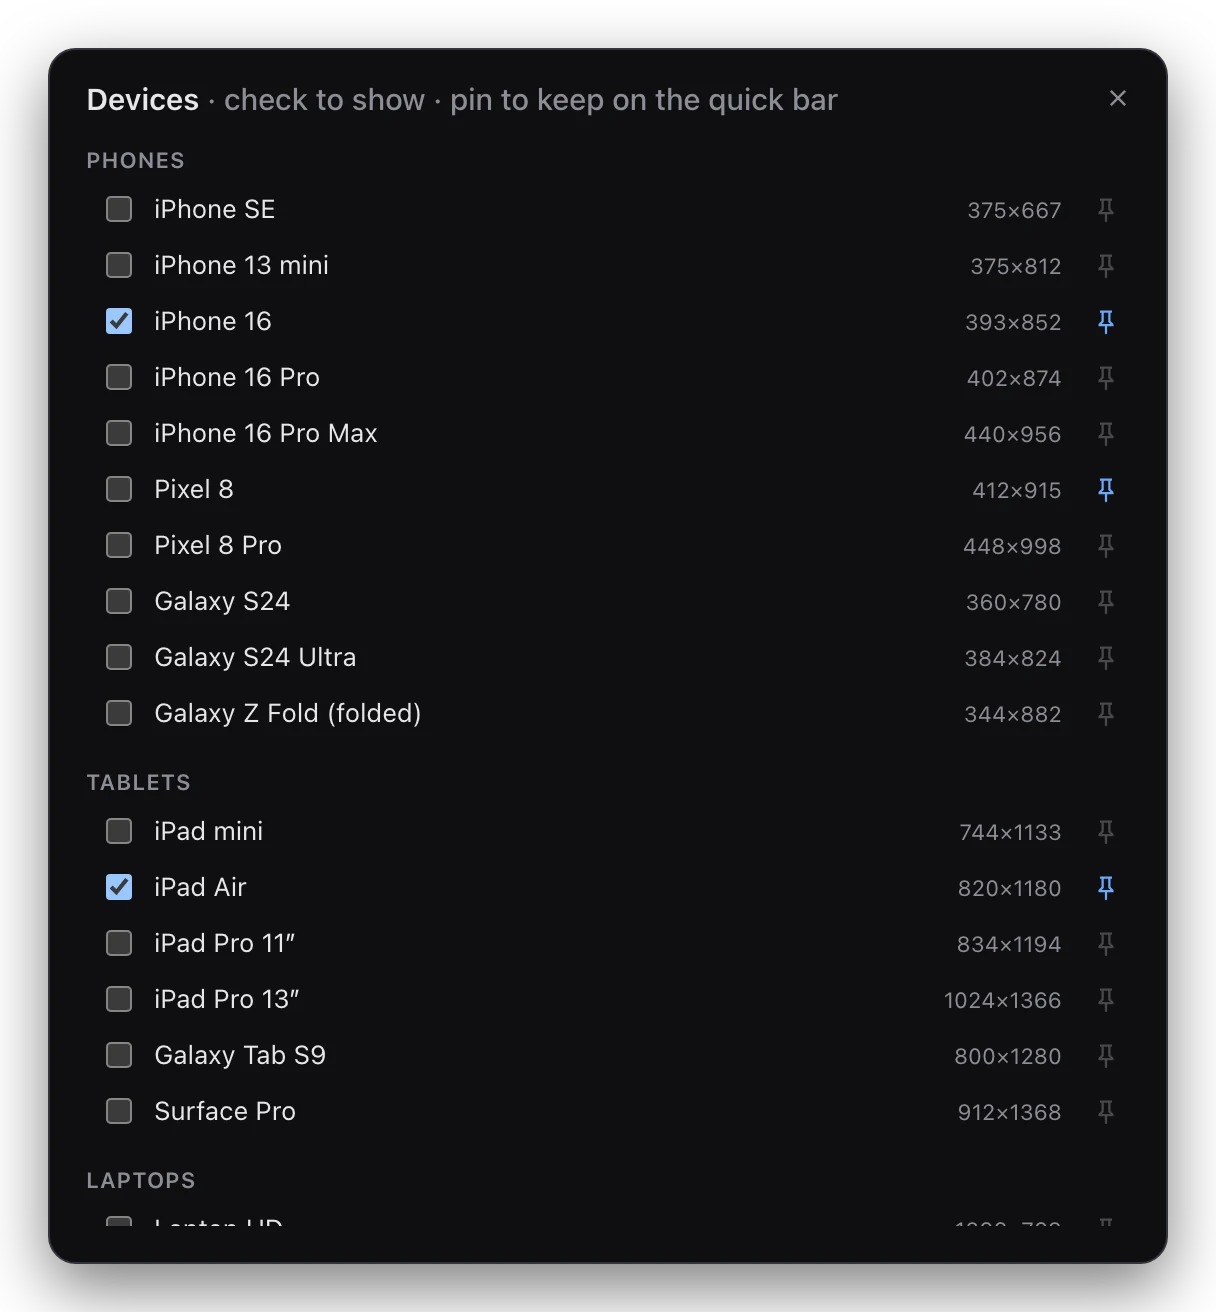 Devices · check to show · pin to keep on the quick bar
PHONES
iPhone SE 375×667
iPhone 13 mini 375×812
iPhone 16 393×852
iPhone 16 Pro 402×874
iPhone 16 Pro Max 440×956
Pixel 8 412×915
Pixel 8 Pro 448×998
Galaxy S24 360×780
Galaxy S24 Ultra 384×824
Galaxy Z Fold (folded) 344×882
TABLETS
iPad mini 744×1133
iPad Air 820×1180
iPad Pro 11″ 834×1194
iPad Pro 13″ 1024×1366
Galaxy Tab S9 800×1280
Surface Pro 912×1368
LAPTOPS
Laptop HD